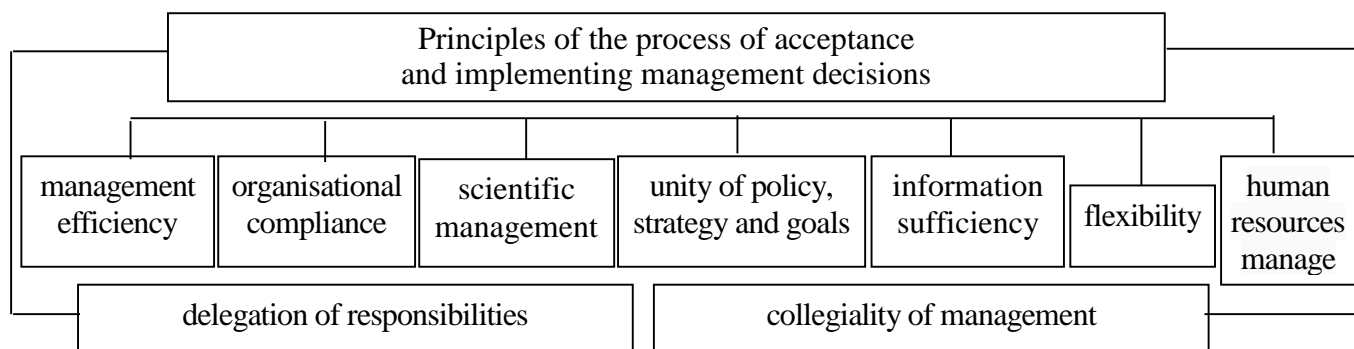 Principles of the process of acceptance
and implementing management decisions
management
efficiency
organisational
compliance
scientific
management
unity of policy,
strategy and goals
information
sufficiency
flexibility
human
resources
manage
delegation of responsibilities
collegiality of management